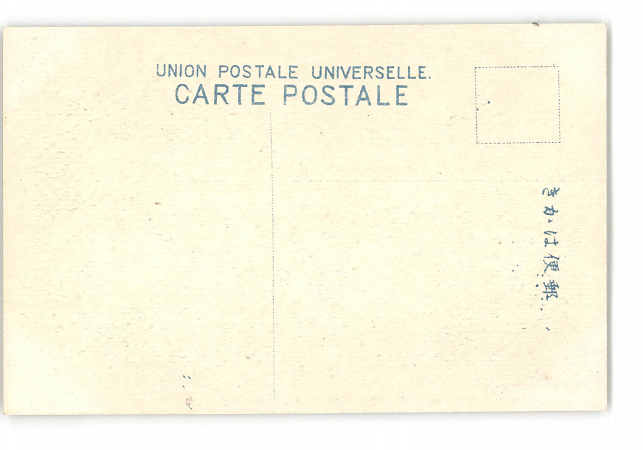 UNION POSTALE UNIVERSELLE.
CARTE POSTALE
郵便はかき